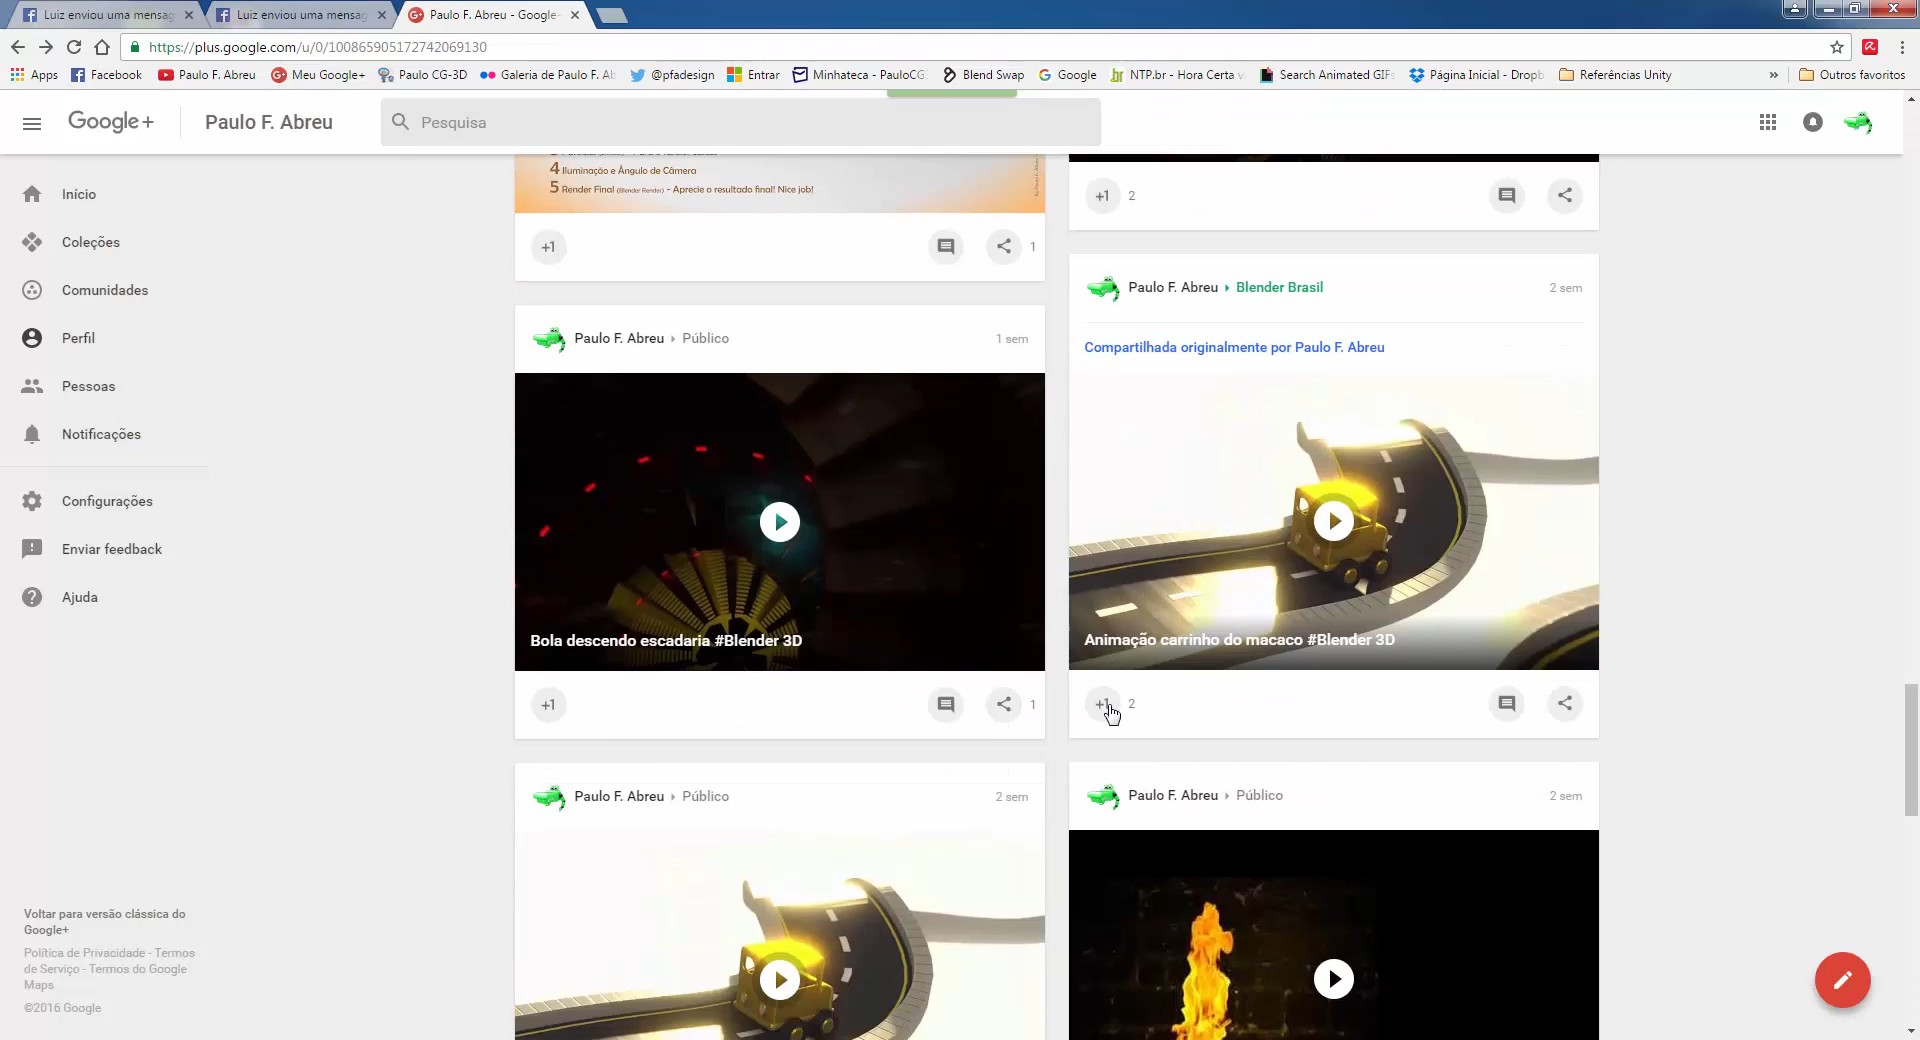 Luiz enviou uma mensag
Luiz enviou uma mensag
Paulo F. Abreu - Google+
https://plus.google.com/u/0/100865905172742069130
Apps Facebook Paulo F. Abreu Meu Google+ Paulo CG-3D Galeria de Paulo F. Ab @pfadesign Entrar Minhateca - PauloCG Blend Swap Google NTP.br - Hora Certa v Search Animated GIFs Página Inicial - Dropb Referências Unity » Outros favoritos
Google+ Paulo F. Abreu Pesquisa
Início
Coleções
Comunidades
Perfil
Pessoas
Notificações
Configurações
Enviar feedback
Ajuda
Voltar para versão clássica do
Google+
Política de Privacidade - Termos
de Serviço - Termos do Google
Maps
©2016 Google
4 Iluminação e Ângulo de Câmera
5 Render Final (Blender Render) - Aprecie o resultado final! Nice job!
+1 1
Paulo F. Abreu Público 1 sem
Bola descendo escadaria #Blender 3D
+1 1
Paulo F. Abreu Público 2 sem
+1 2
Paulo F. Abreu Blender Brasil 2 sem
Compartilhada originalmente por Paulo F. Abreu
Animação carrinho do macaco #Blender 3D
+1 2
Paulo F. Abreu Público 2 sem